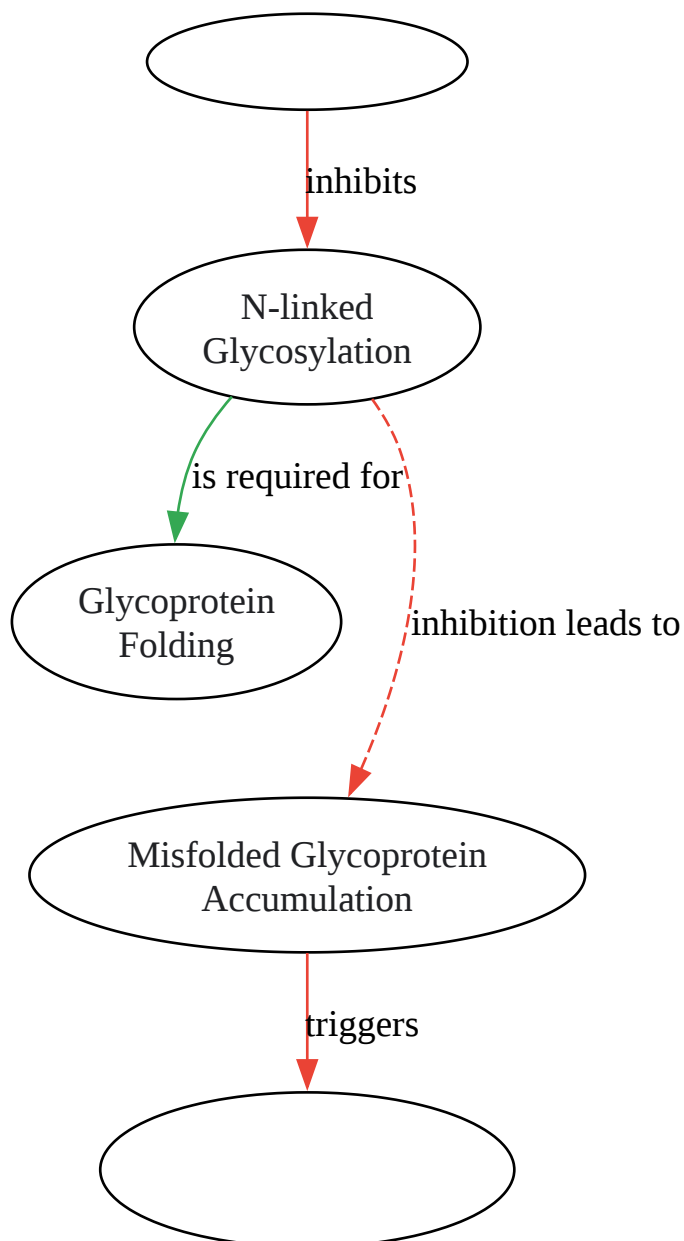 inhibits
N-linked
Glycosylation
is required for
Glycoprotein
Folding
inhibition leads to
Misfolded Glycoprotein
Accumulation
triggers